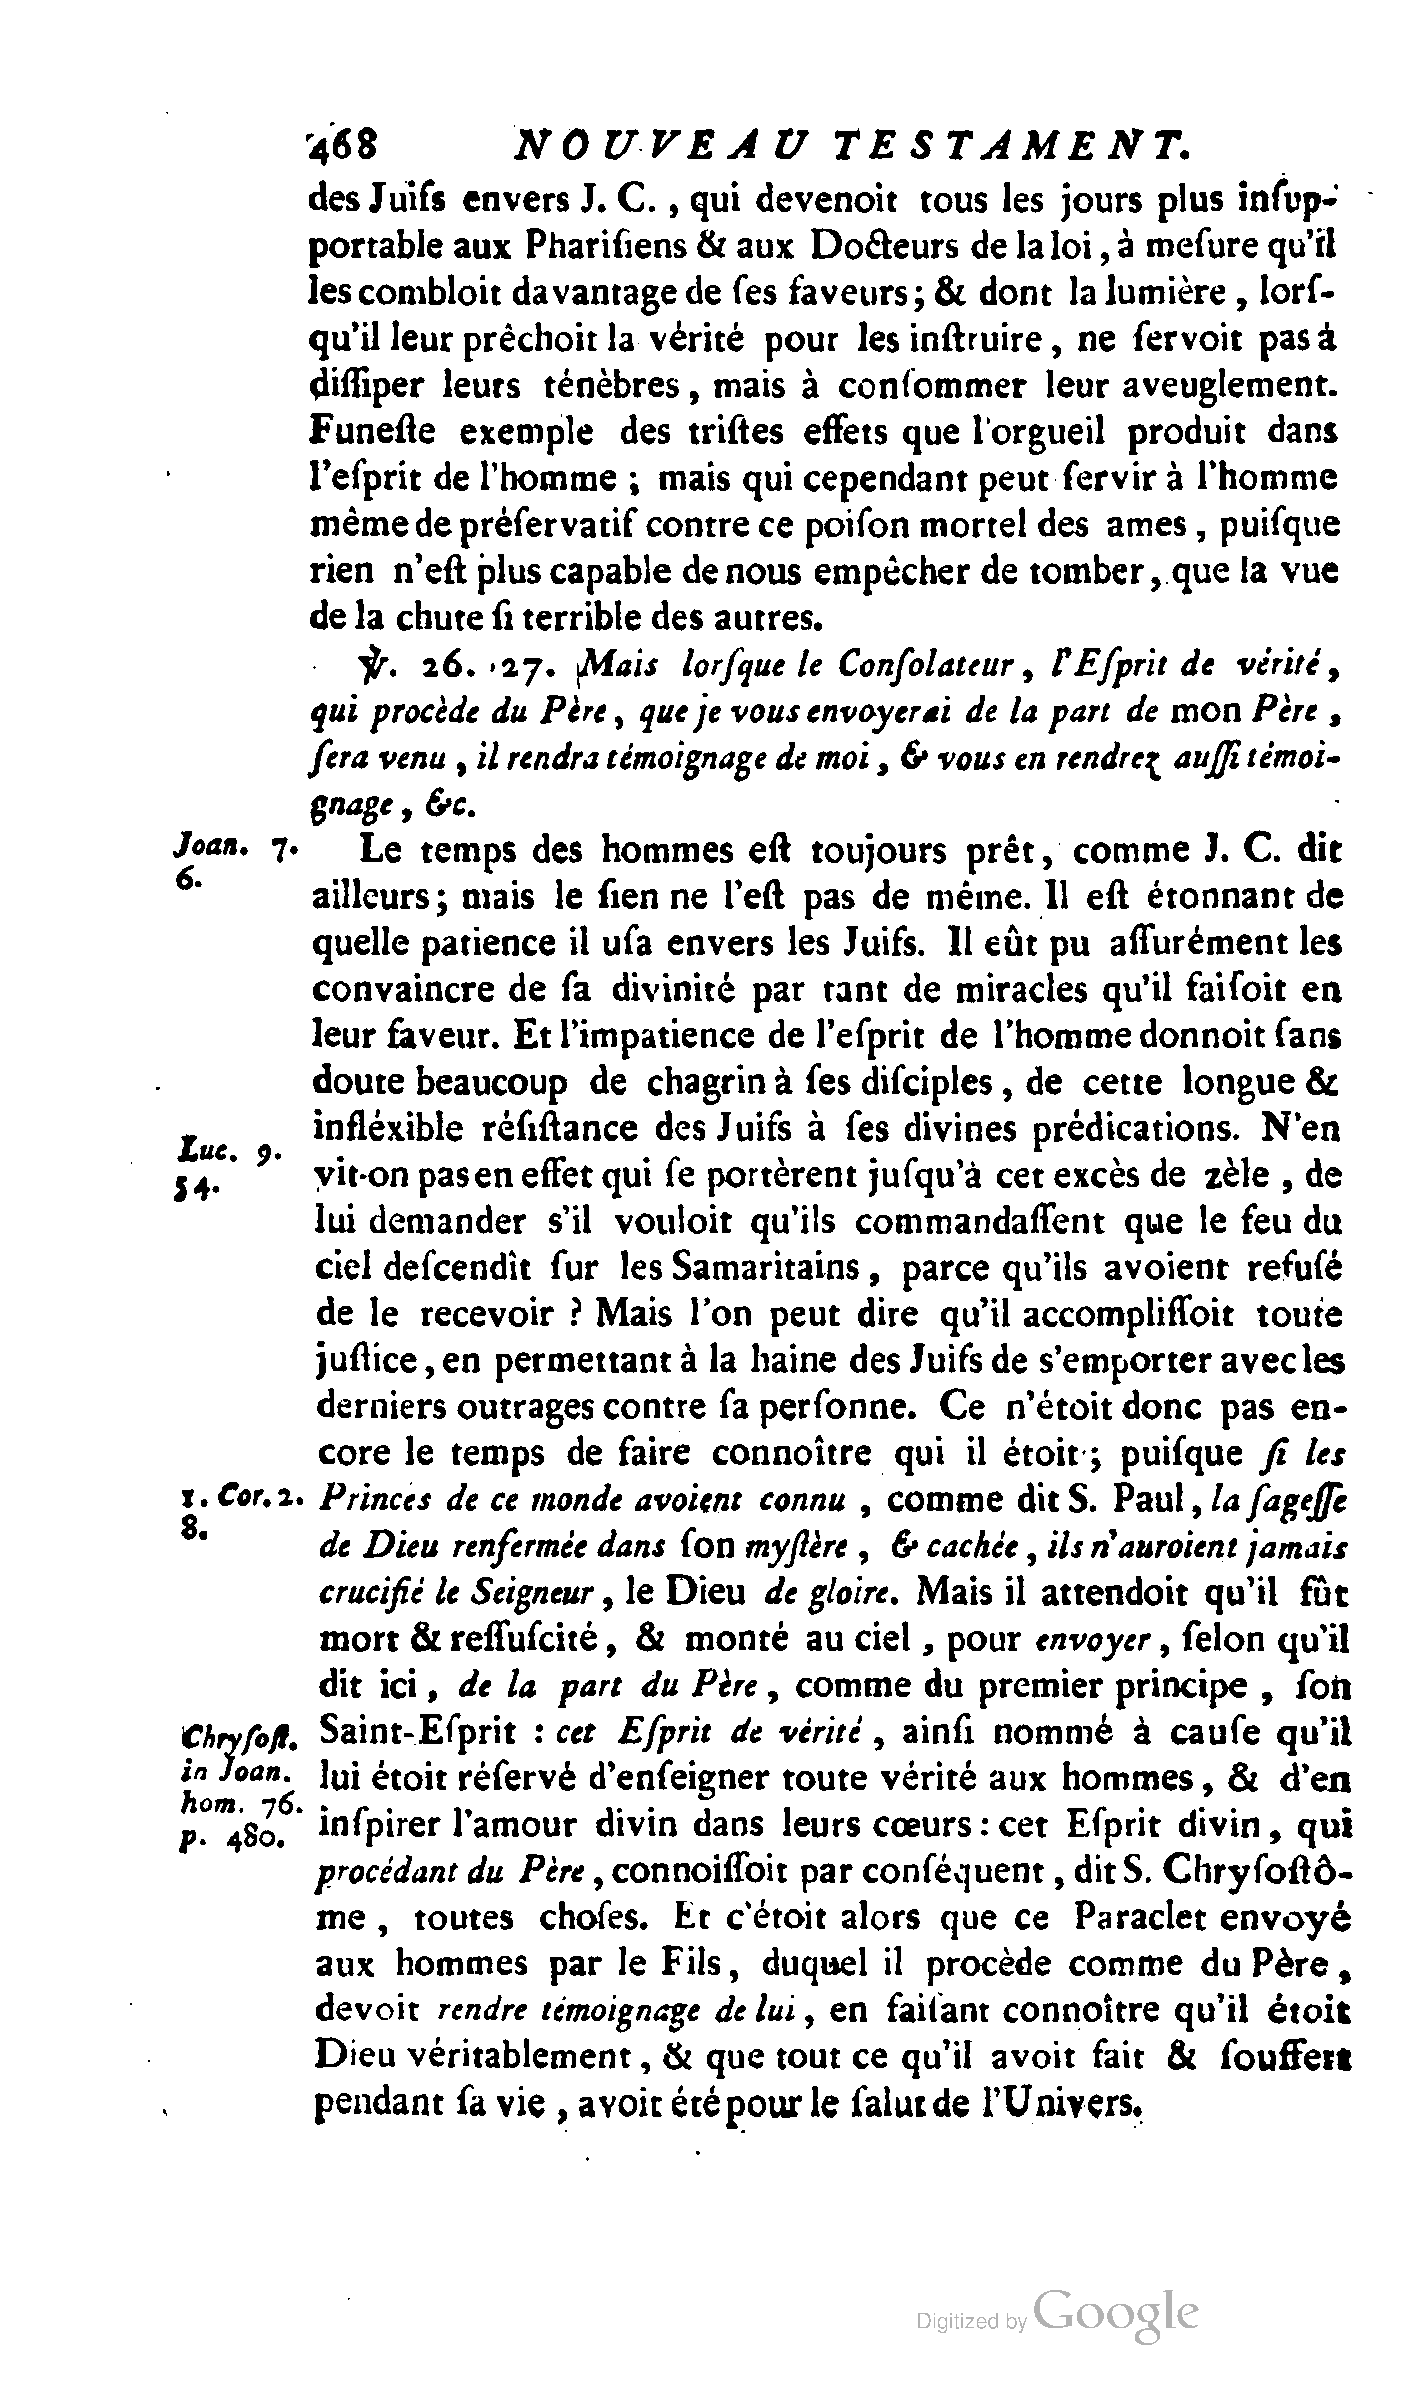 468 NOUVEAU TESTAMENT.
des Juifs envers J. C. , qui devenoit tous les jours plus inſup-
portable aux Phariſiens & aux Docteurs de la loi, à meſure qu'il
les combloit davantage de ſes faveurs; & dont la lumière, lorſ-
qu'il leur prêchoit la vérité pour les inſtruire, ne ſervoit pas à
diſſiper leurs ténèbres, mais à conſommer leur aveuglement.
Funeſte exemple des triſtes effets que l'orgueil produit dans
l'eſprit de l'homme ; mais qui cependant peut ſervir à l'homme
même de préſervatif contre ce poiſon mortel des ames, puiſque
rien n'eſt plus capable de nous empêcher de tomber, que la vue
de la chute ſi terrible des autres.
℣. 26. 27. Mais lorſque le Conſolateur, l'Eſprit de vérité,
qui procède du Père, que je vous envoyerai de la part de mon Père,
ſera venu, il rendra témoignage de moi, & vous en rendrez auſſi témoi-
gnage, &c.
Joan. 7.
6.
Le temps des hommes eſt toujours prêt, comme J. C. dit
ailleurs; mais le ſien ne l'eſt pas de même. Il eſt étonnant de
quelle patience il uſa envers les Juifs. Il eût pu aſſurément les
convaincre de ſa divinité par tant de miracles qu'il faiſoit en
leur faveur. Et l'impatience de l'eſprit de l'homme donnoit ſans
doute beaucoup de chagrin à ſes diſciples, de cette longue &
infléxible réſiſtance des Juifs à ſes divines prédications. N'en
Luc. 9.
54.
vit-on pas en effet qui ſe portèrent juſqu'à cet excès de zèle, de
lui demander s'il vouloit qu'ils commandaſſent que le feu du
ciel deſcendît ſur les Samaritains, parce qu'ils avoient refuſé
de le recevoir ? Mais l'on peut dire qu'il accompliſſoit toute
juſtice, en permettant à la haine des Juifs de s'emporter avec les
derniers outrages contre ſa perſonne. Ce n'étoit donc pas en-
core le temps de faire connoître qui il étoit; puiſque ſi les
1. Cor. 2.
8.
Princes de ce monde avoient connu, comme dit S. Paul, la ſageſſe
de Dieu renfermée dans ſon myſtère, & cachée, ils n'auroient jamais
crucifié le Seigneur, le Dieu de gloire. Mais il attendoit qu'il fût
mort & reſſuſcité, & monté au ciel, pour envoyer, ſelon qu'il
dit ici, de la part du Père, comme du premier principe, ſon
Chryſoſt.
in Joan.
hom. 76.
p. 480.
Saint-Eſprit : cet Eſprit de vérité, ainſi nommé à cauſe qu'il
lui étoit réſervé d'enſeigner toute vérité aux hommes, & d'en
inſpirer l'amour divin dans leurs cœurs : cet Eſprit divin, qui
procédant du Père, connoiſſoit par conſéquent, dit S. Chryſoſtô-
me, toutes choſes. Et c'étoit alors que ce Paraclet envoyé
aux hommes par le Fils, duquel il procède comme du Père,
devoit rendre témoignage de lui, en faiſant connoître qu'il étoit
Dieu véritablement, & que tout ce qu'il avoit fait & ſouffert
pendant ſa vie, avoit été pour le ſalut de l'Univers.
Digitized by Google